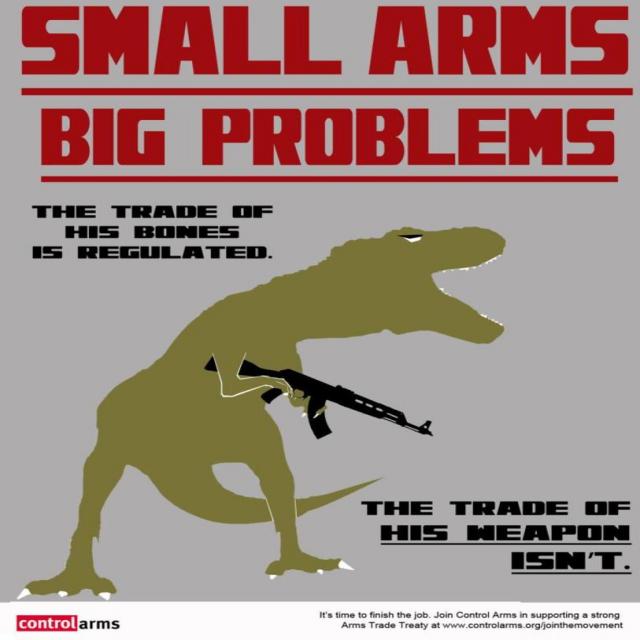 SMALL ARMS
BIG PROBLEMS
THE TRADE OF
HIS BONES
IS REGULATED.
THE TRADE OF
HIS WEAPON
ISN'T.
controlarms
It's time to finish the job. Join Control Arms in supporting a strong
Arms Trade Treaty at www.controlarms.org/jointhemovement